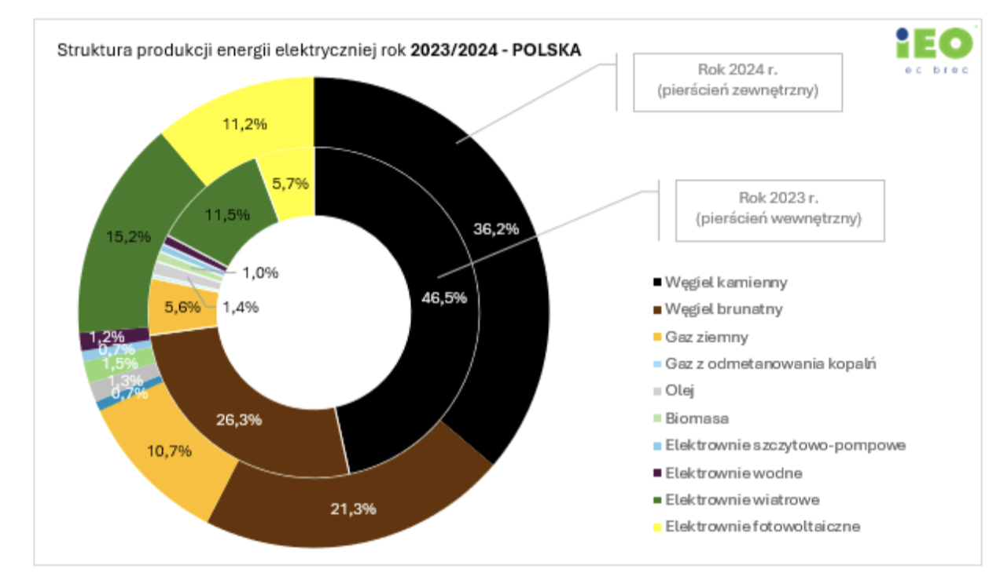 Struktura produkcji energii elektryczniej rok 2023/2024 - POLSKA
iEO
ec brec
Rok 2024 r.
(pierścień zewnętrzny)
Rok 2023 r.
(pierścień wewnętrzny)
11,2%
5,7%
11,5%
15,2%
36,2%
1,0%
46,5%
5,6%
1,4%
1,2%
0,7%
1,5%
1,3%
0,7%
26,3%
10,7%
21,3%
Węgiel kamienny
Węgiel brunatny
Gaz ziemny
Gaz z odmetanowania kopalń
Olej
Biomasa
Elektrownie szczytowo-pompowe
Elektrownie wodne
Elektrownie wiatrowe
Elektrownie fotowoltaiczne